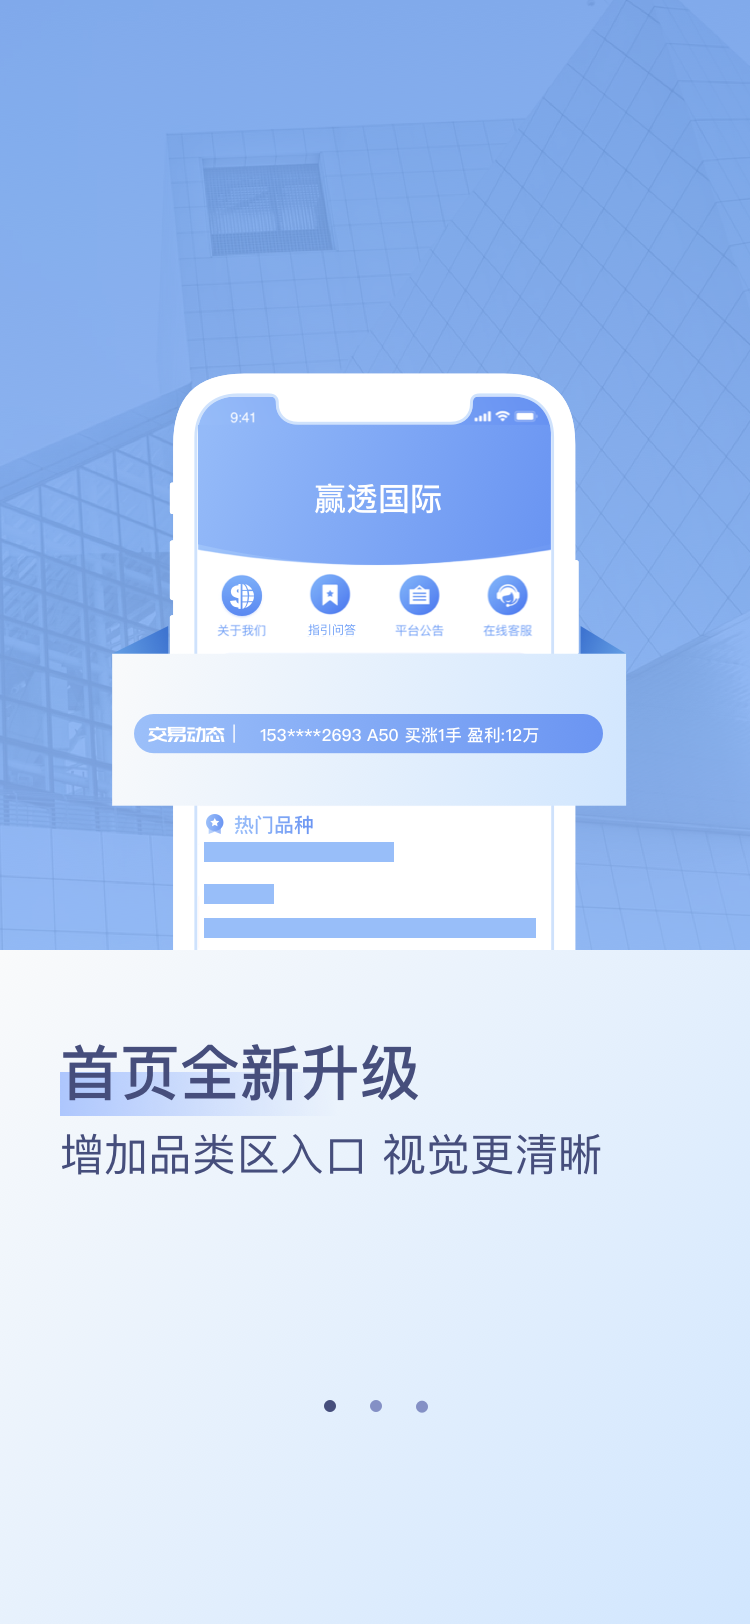 9:41
赢透国际
关于我们 指引问答 平台公告 在线客服
交易动态 | 153****2693 A50 买涨1手 盈利:12万
热门品种
首页全新升级
增加品类区入口 视觉更清晰